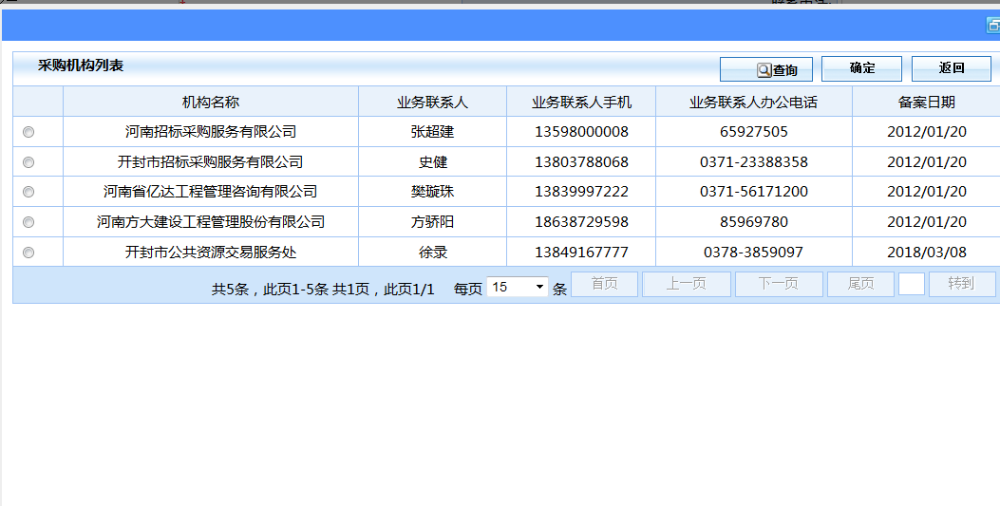 采购机构列表 查询 确定 返回
机构名称 业务联系人 业务联系人手机 业务联系人办公电话 备案日期
河南招标采购服务有限公司 张超建 13598000008 65927505 2012/01/20
开封市招标采购服务有限公司 史健 13803788068 0371-23388358 2012/01/20
河南省亿达工程管理咨询有限公司 樊璇珠 13839997222 0371-56171200 2012/01/20
河南方大建设工程管理股份有限公司 方骄阳 18638729598 85969780 2012/01/20
开封市公共资源交易服务处 徐录 13849167777 0378-3859097 2018/03/08
共5条，此页1-5条 共1页，此页1/1 每页 15 条 首页 上一页 下一页 尾页 转到